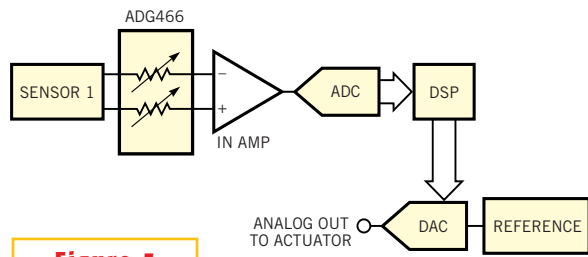 ADG466
SENSOR 1
−
+
IN AMP
ADC
DSP
ANALOG OUT
TO ACTUATOR
DAC
REFERENCE